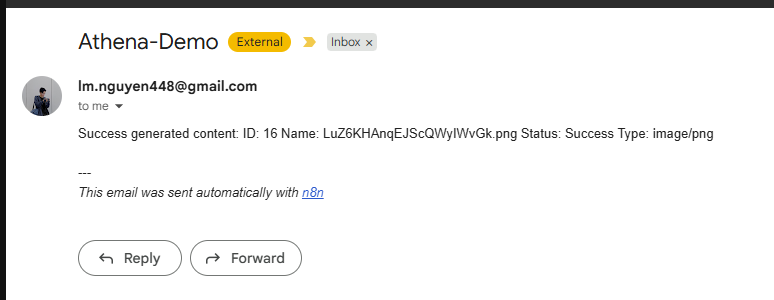 Athena-Demo External Inbox ×
lm.nguyen448@gmail.com
to me
Success generated content: ID: 16 Name: LuZ6KHAnqEJScQWyIWvGk.png Status: Success Type: image/png
---
This email was sent automatically with n8n
Reply Forward